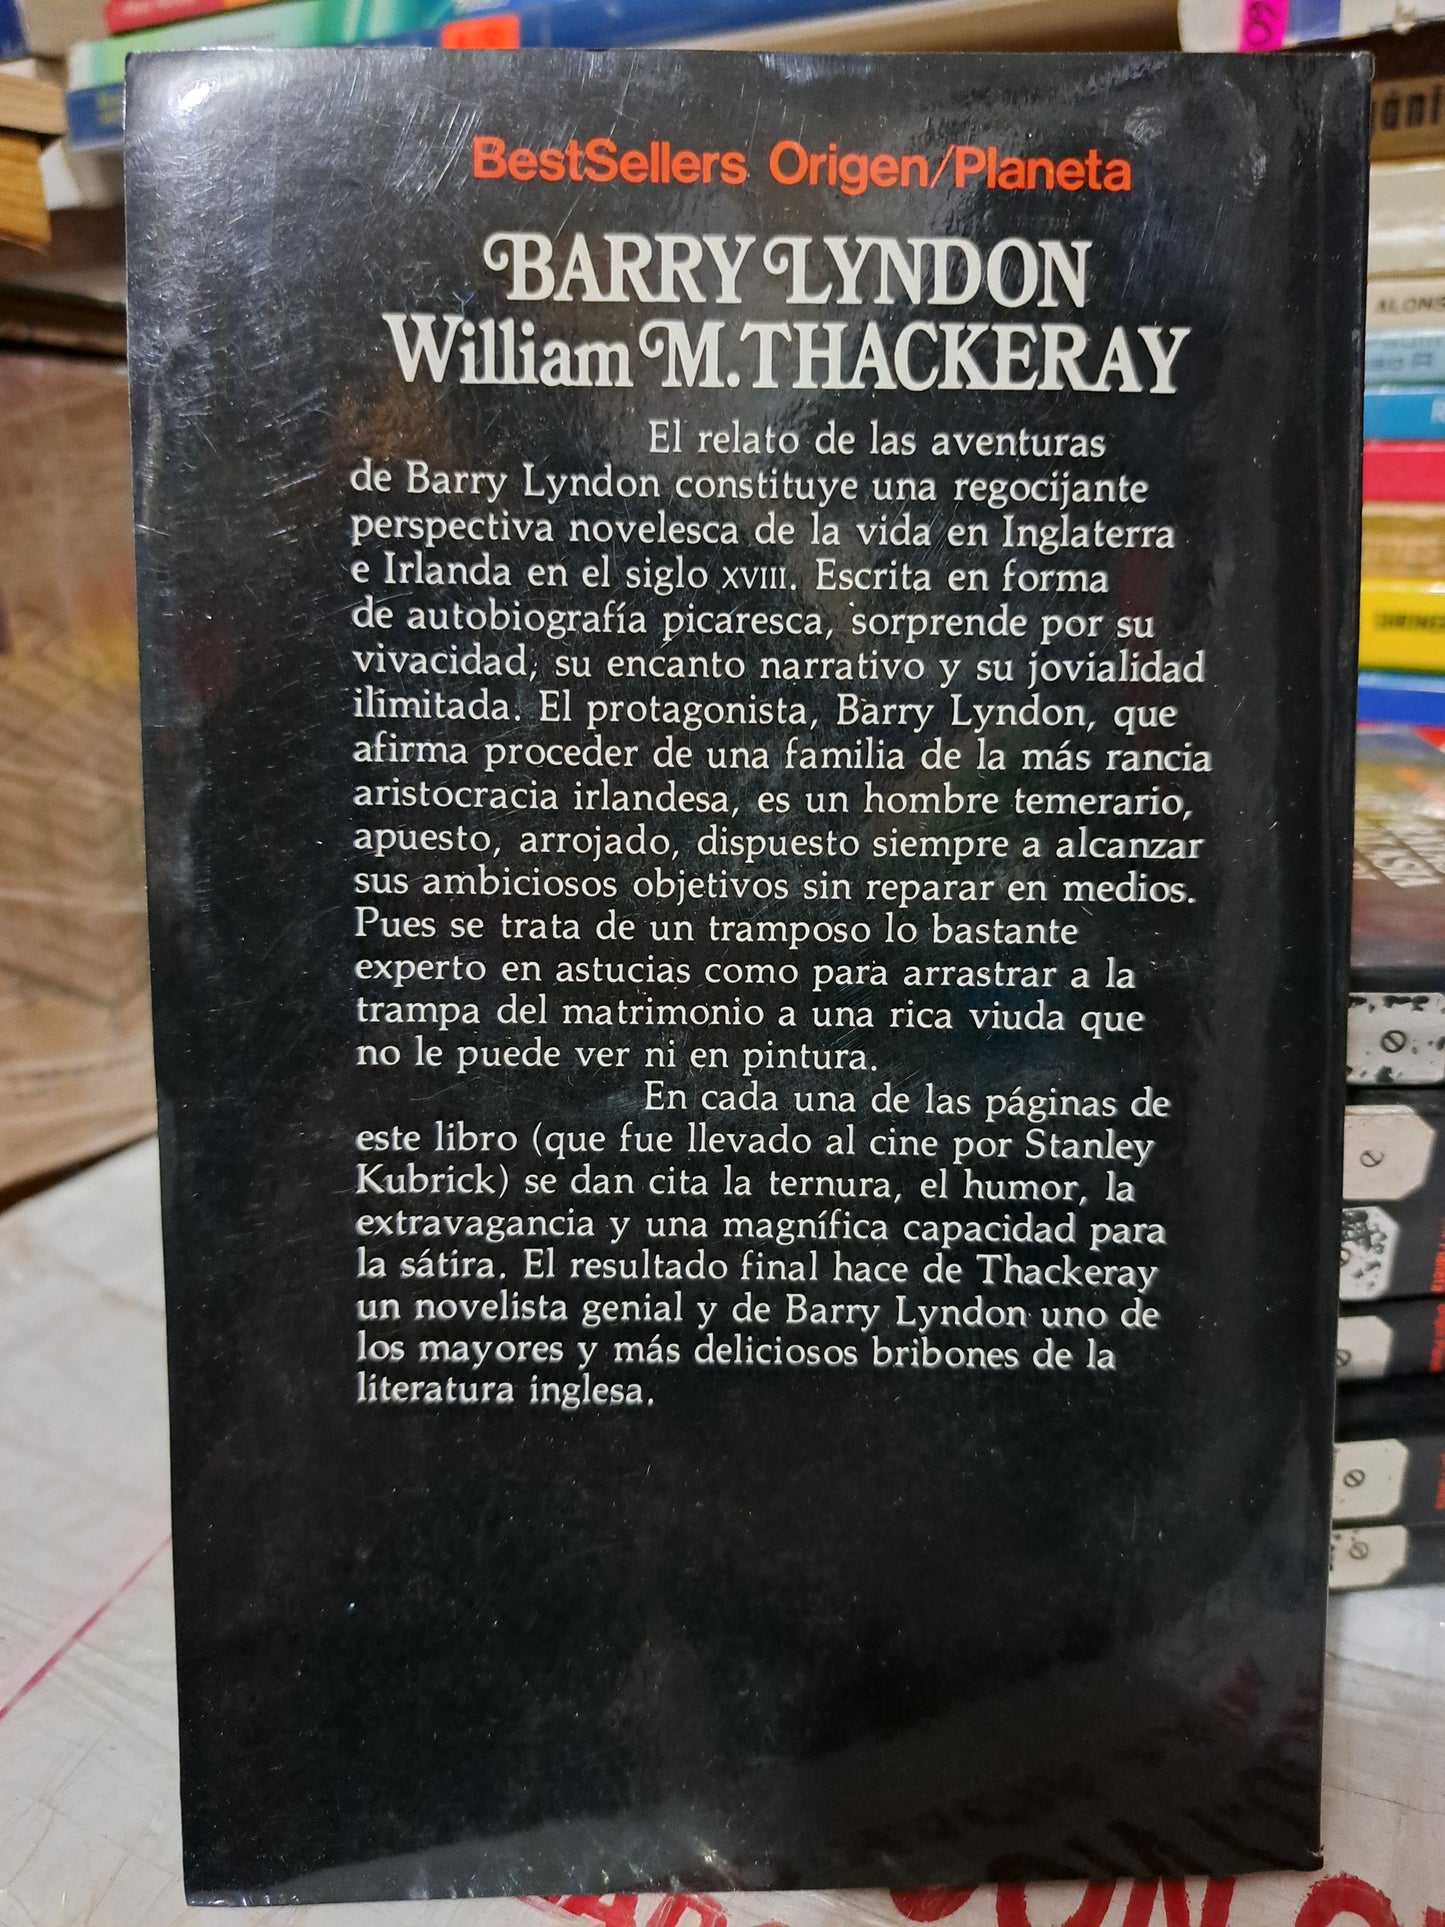 BestSellers Origen/Planeta
BARRY LYNDON
William M. THACKERAY
El relato de las aventuras
de Barry Lyndon constituye una regocijante
perspectiva novelesca de la vida en Inglaterra
e Irlanda en el siglo XVIII. Escrita en forma
de autobiografía picaresca, sorprende por su
vivacidad, su encanto narrativo y su jovialidad
ilimitada. El protagonista, Barry Lyndon, que
afirma proceder de una familia de la más rancia
aristocracia irlandesa, es un hombre temerario,
apuesto, arrojado, dispuesto siempre a alcanzar
sus ambiciosos objetivos sin reparar en medios.
Pues se trata de un tramposo lo bastante
experto en astucias como para arrastrar a la
trampa del matrimonio a una rica viuda que
no le puede ver ni en pintura.
En cada una de las páginas de
este libro (que fue llevado al cine por Stanley
Kubrick) se dan cita la ternura, el humor, la
extravagancia y una magnífica capacidad para
la sátira. El resultado final hace de Thackeray
un novelista genial y de Barry Lyndon uno de
los mayores y más deliciosos bribones de la
literatura inglesa.
ALONS